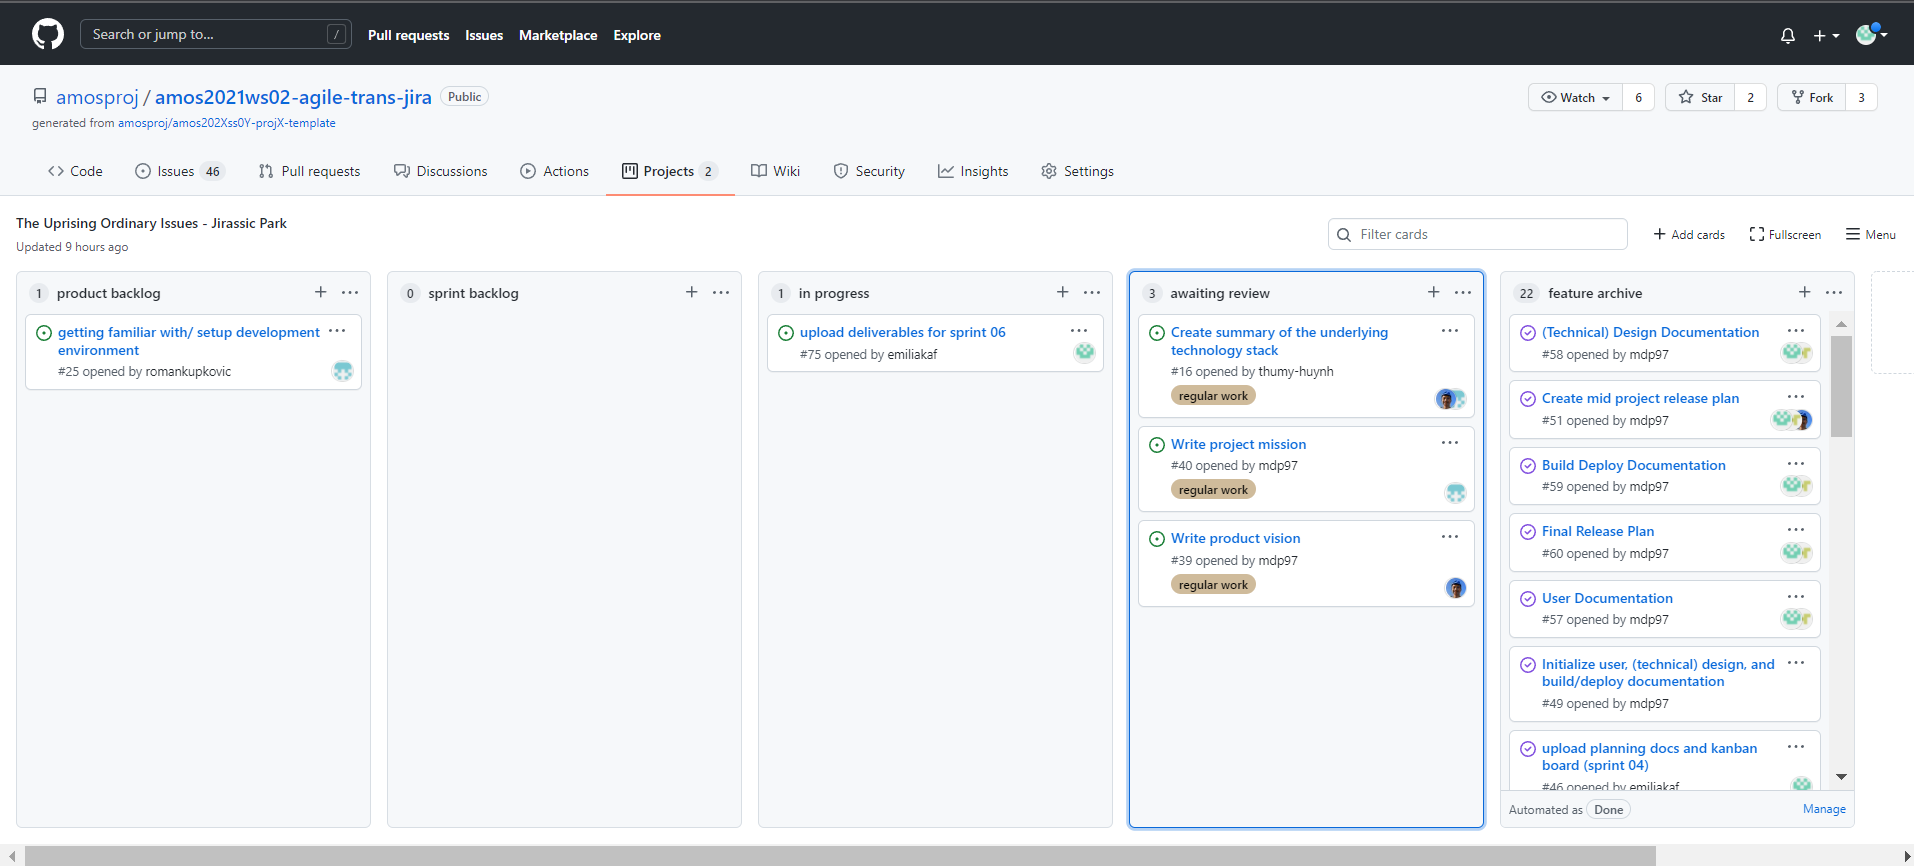 Search or jump to...
/
Pull requests
Issues
Marketplace
Explore
amosproj / amos2021ws02-agile-trans-jira
Public
generated from amosproj/amos202Xss0Y-projX-template
Watch 6
Star 2
Fork 3
Code
Issues 46
Pull requests
Discussions
Actions
Projects 2
Wiki
Security
Insights
Settings
The Uprising Ordinary Issues - Jirassic Park
Updated 9 hours ago
Filter cards
Add cards
Fullscreen
Menu
1 product backlog
getting familiar with/ setup development
environment
#25 opened by romankupkovic
0 sprint backlog
1 in progress
upload deliverables for sprint 06
#75 opened by emiliakaf
3 awaiting review
Create summary of the underlying
technology stack
#16 opened by thumy-huynh
regular work
Write project mission
#40 opened by mdp97
regular work
Write product vision
#39 opened by mdp97
regular work
22 feature archive
(Technical) Design Documentation
#58 opened by mdp97
Create mid project release plan
#51 opened by mdp97
Build Deploy Documentation
#59 opened by mdp97
Final Release Plan
#60 opened by mdp97
User Documentation
#57 opened by mdp97
Initialize user, (technical) design, and
build/deploy documentation
#49 opened by mdp97
upload planning docs and kanban
board (sprint 04)
#46 opened by emiliakaf
Automated as Done
Manage